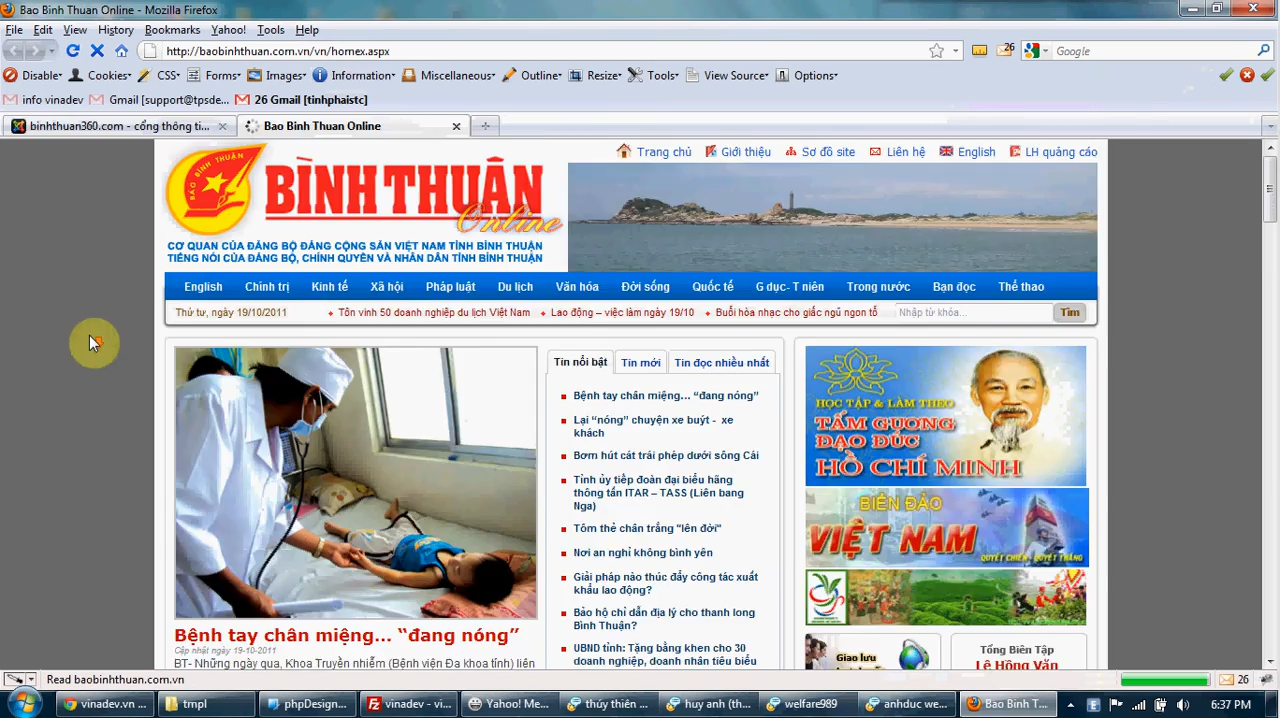 Bao Binh Thuan Online - Mozilla Firefox
File Edit View History Bookmarks Yahoo! Tools Help
http://baobinhthuan.com.vn/vn/homex.aspx
26
Google
Disable Cookies CSS Forms Images Information Miscellaneous Outline Resize Tools View Source Options
info vinadev Gmail [support@tpsde... 26 Gmail [tinhphaistc]
binhthuan360.com - cổng thông ti... Bao Binh Thuan Online
Trang chủ Giới thiệu Sơ đồ site Liên hệ English LH quảng cáo
BÁO BÌNH THUẬN
BÌNH THUẬN
Online
CƠ QUAN CỦA ĐẢNG BỘ ĐẢNG CỘNG SẢN VIỆT NAM TỈNH BÌNH THUẬN
TIẾNG NÓI CỦA ĐẢNG BỘ, CHÍNH QUYỀN VÀ NHÂN DÂN TỈNH BÌNH THUẬN
English Chính trị Kinh tế Xã hội Pháp luật Du lịch Văn hóa Đời sống Quốc tế G dục- T niên Trong nước Bạn đọc Thể thao
Thứ tư, ngày 19/10/2011 Tôn vinh 50 doanh nghiệp du lịch Việt Nam Lao động – việc làm ngày 19/10 Buổi hòa nhạc cho giấc ngủ ngon tố Nhập từ khóa... Tìm
Tin nổi bật Tin mới Tin đọc nhiều nhất
Bệnh tay chân miệng... “đang nóng”
Lại “nóng” chuyện xe buýt - xe
khách
Bơm hút cát trái phép dưới sông Cái
Tỉnh ủy tiếp đoàn đại biểu hãng
thông tấn ITAR – TASS (Liên bang
Nga)
Tôm thẻ chân trắng "lên đời"
Nơi an nghỉ không bình yên
Giải pháp nào thúc đẩy công tác xuất
khẩu lao động?
Bảo hộ chỉ dẫn địa lý cho thanh long
Bình Thuận?
UBND tỉnh: Tặng bằng khen cho 30
doanh nghiệp, doanh nhân tiêu biểu
Bệnh tay chân miệng... “đang nóng”
Cập nhật ngày 19-10-2011
BT- Những ngày qua, Khoa Truyền nhiễm (Bệnh viện Đa khoa tỉnh) liên
HỌC TẬP & LÀM THEO
TẤM GƯƠNG
ĐẠO ĐỨC
HỒ CHÍ MINH
BIỂN ĐẢO
VIỆT NAM
QUYẾT CHIẾN - QUYẾT THẮNG
Giao lưu
Tổng Biên Tập
Lê Hồng Văn
Read baobinhthuan.com.vn
26
vinadev.vn ... tmpl phpDesign... vinadev - vi... Yahoo! Me... thúy thiên ... huy anh (th... welfare989 anhduc we... Bao Binh T...
6:37 PM